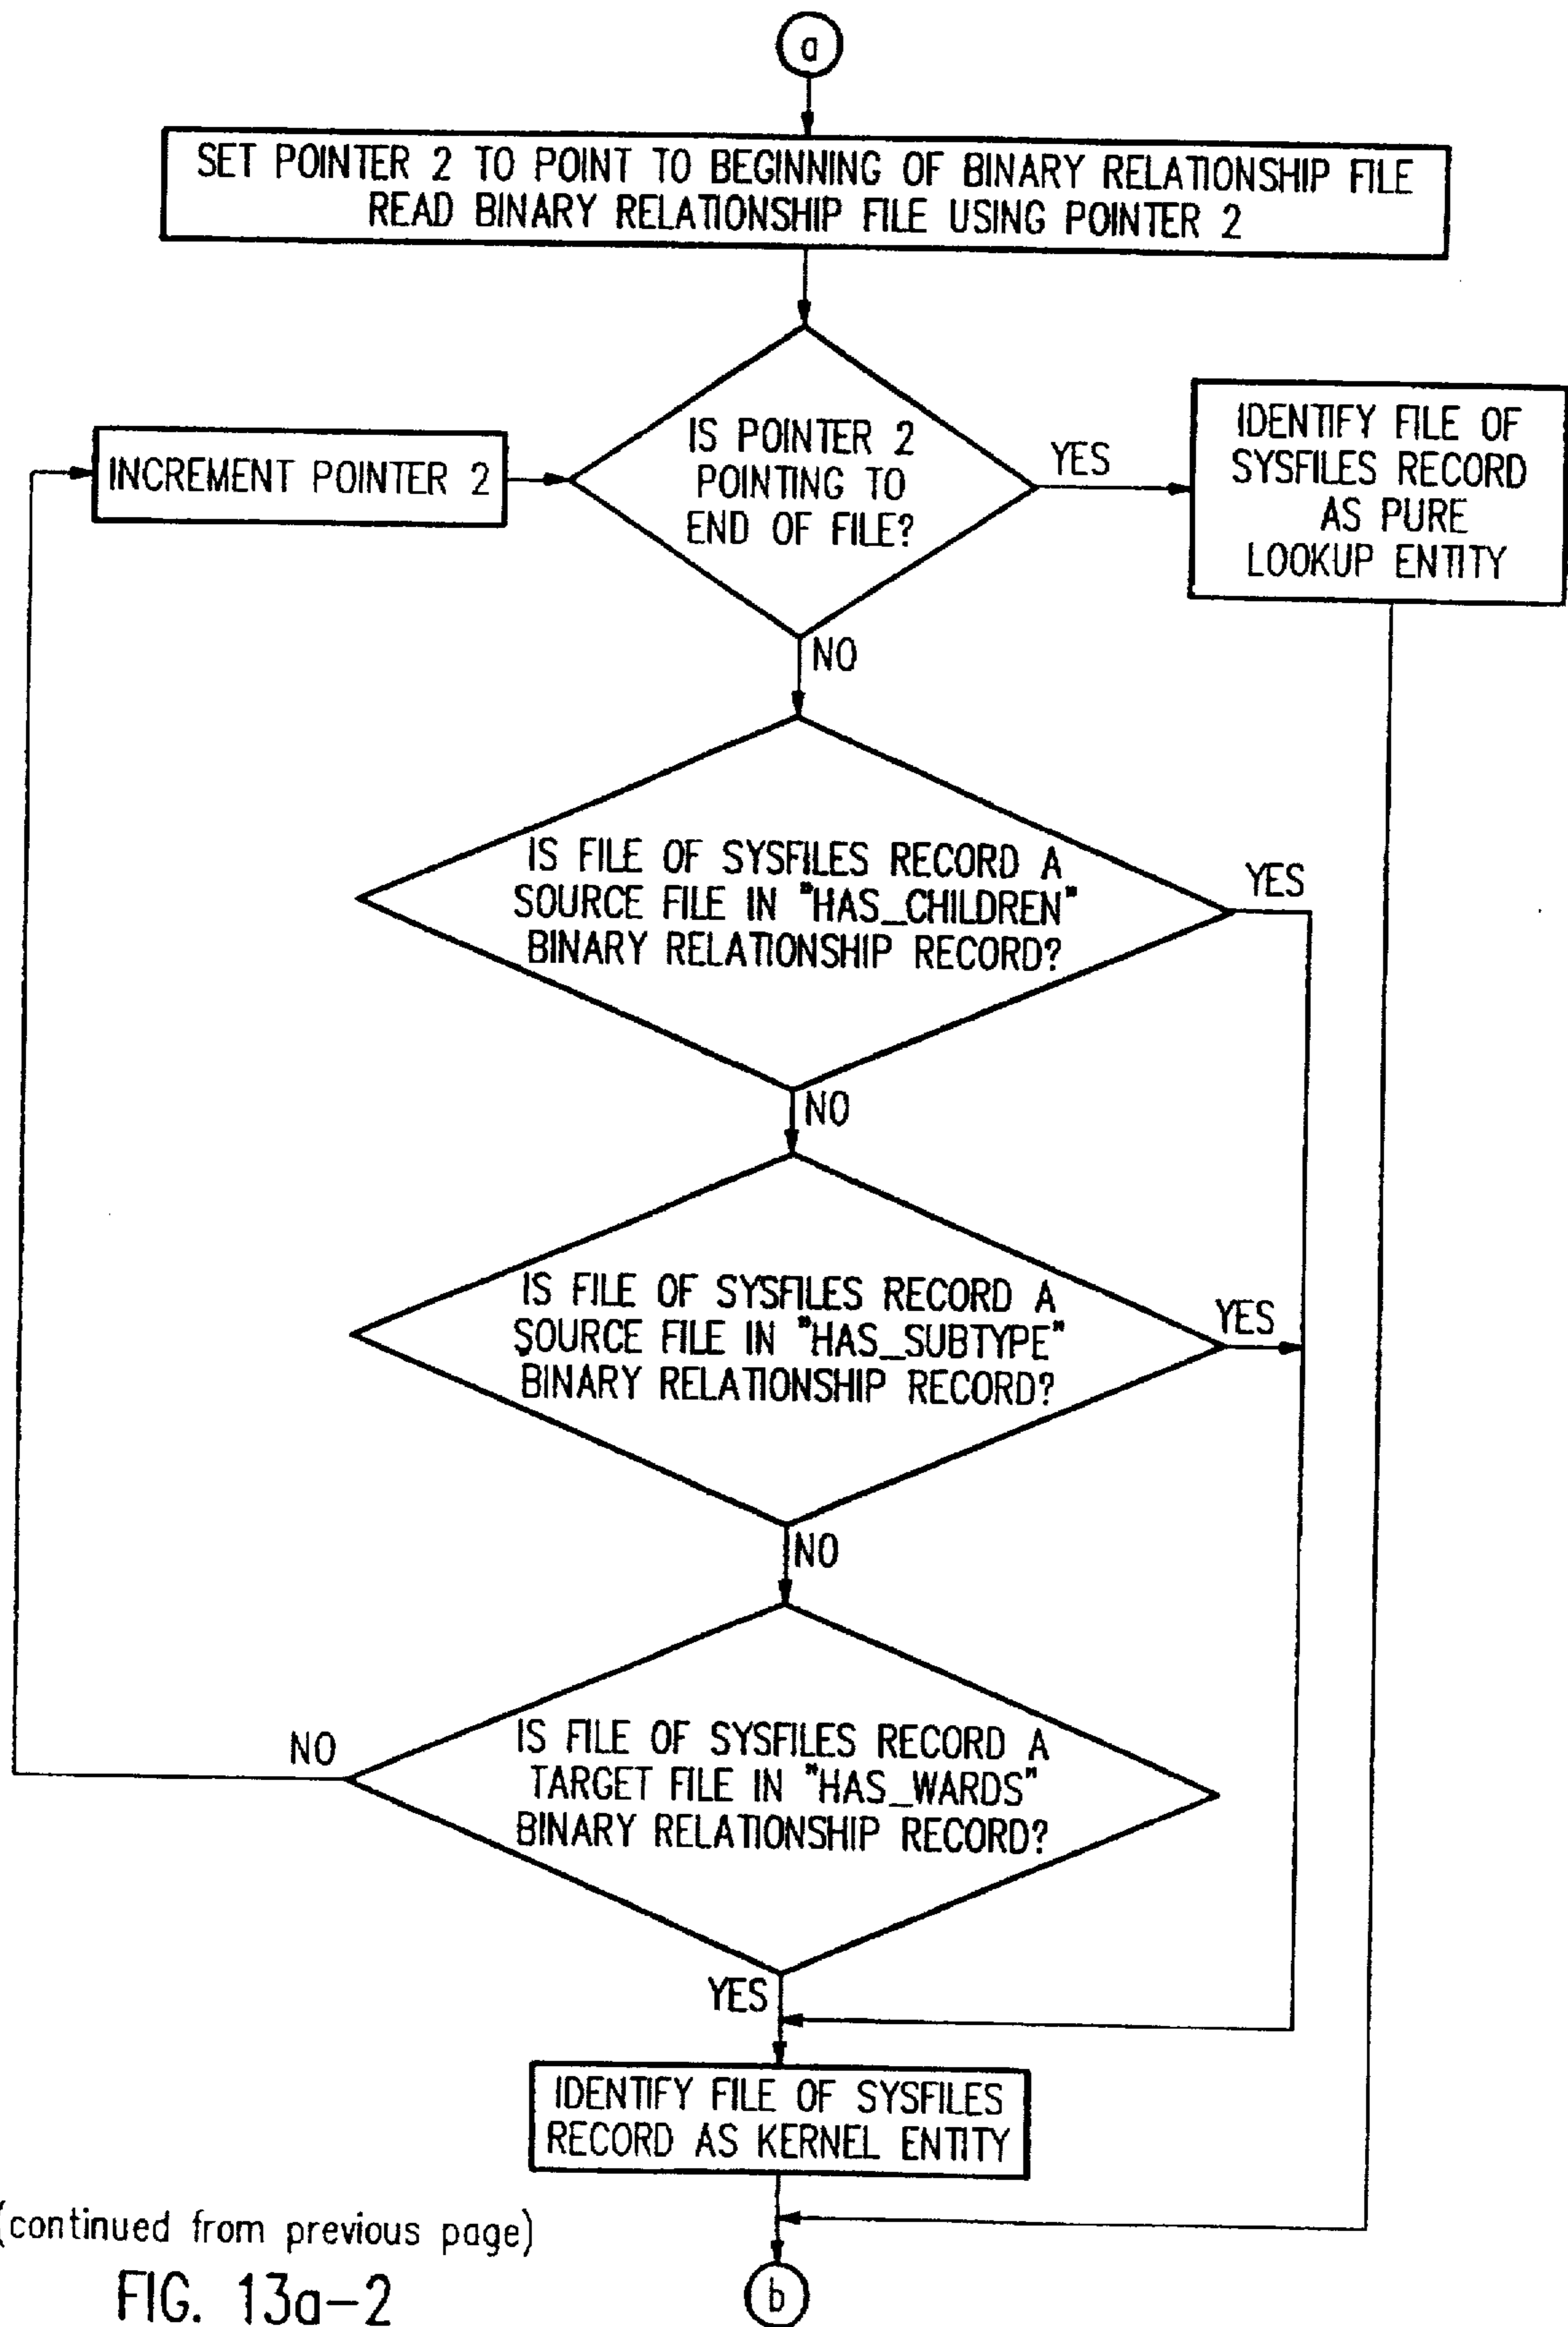 a
SET POINTER 2 TO POINT TO BEGINNING OF BINARY RELATIONSHIP FILE
READ BINARY RELATIONSHIP FILE USING POINTER 2
INCREMENT POINTER 2
IS POINTER 2
POINTING TO
END OF FILE?
YES
IDENTIFY FILE OF
SYSFILES RECORD
AS PURE
LOOKUP ENTITY
NO
IS FILE OF SYSFILES RECORD A
SOURCE FILE IN "HAS_CHILDREN"
BINARY RELATIONSHIP RECORD?
YES
NO
IS FILE OF SYSFILES RECORD A
SOURCE FILE IN "HAS_SUBTYPE"
BINARY RELATIONSHIP RECORD?
YES
NO
IS FILE OF SYSFILES RECORD A
TARGET FILE IN "HAS_WARDS"
BINARY RELATIONSHIP RECORD?
NO
YES
IDENTIFY FILE OF SYSFILES
RECORD AS KERNEL ENTITY
(continued from previous page)
FIG. 13a-2
b